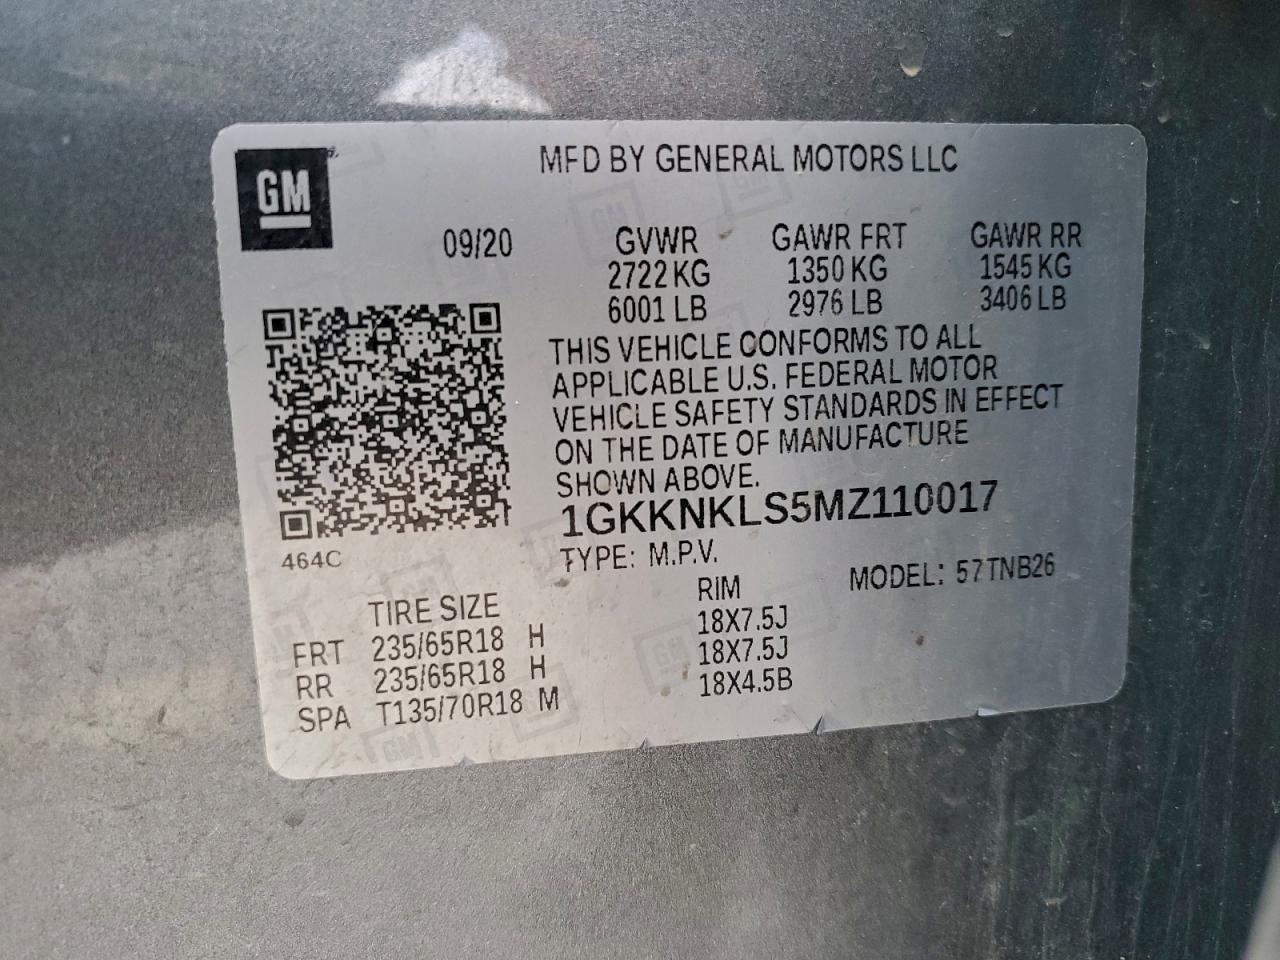 GM
MFD BY GENERAL MOTORS LLC
09/20 GVWR GAWR FRT GAWR RR
2722 KG 1350 KG 1545 KG
6001 LB 2976 LB 3406 LB
THIS VEHICLE CONFORMS TO ALL
APPLICABLE U.S. FEDERAL MOTOR
VEHICLE SAFETY STANDARDS IN EFFECT
ON THE DATE OF MANUFACTURE
SHOWN ABOVE.
1GKKNKLS5MZ110017
464C
TYPE: M.P.V. MODEL: 57TNB26
TIRE SIZE RIM
FRT 235/65R18 H 18X7.5J
RR 235/65R18 H 18X7.5J
SPA T135/70R18 M 18X4.5B